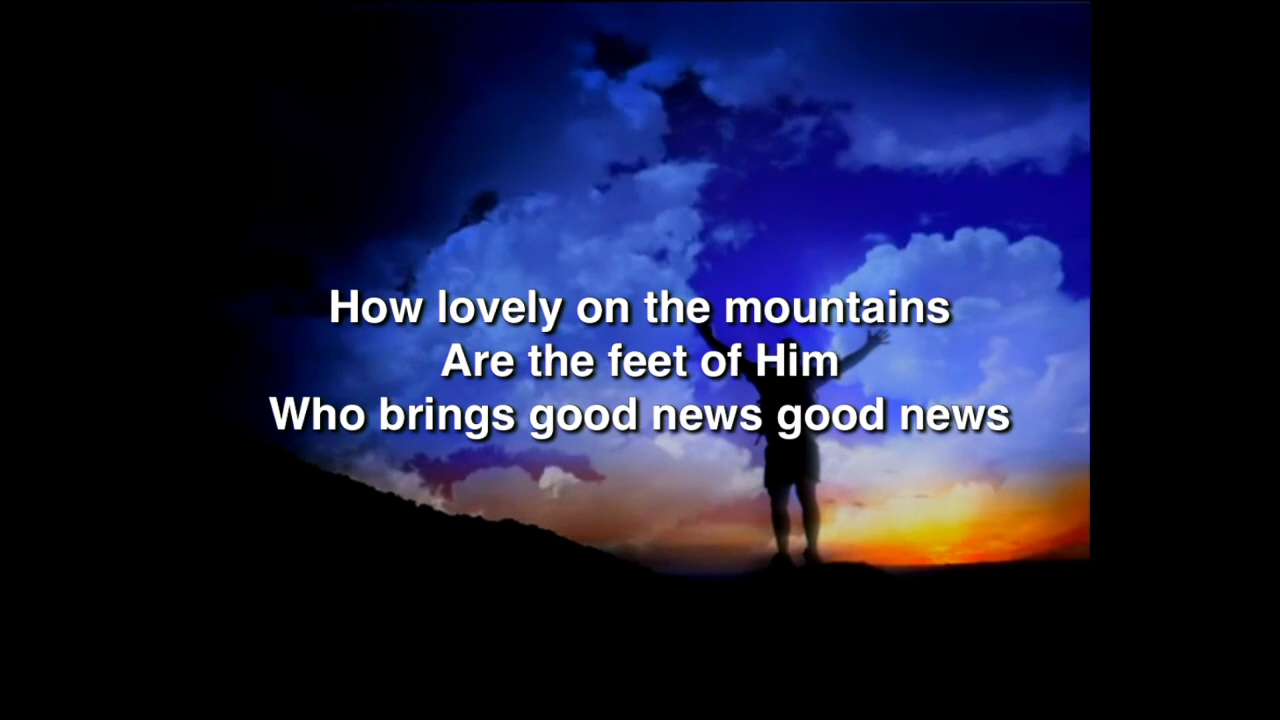 How lovely on the mountains
Are the feet of Him
Who brings good news good news